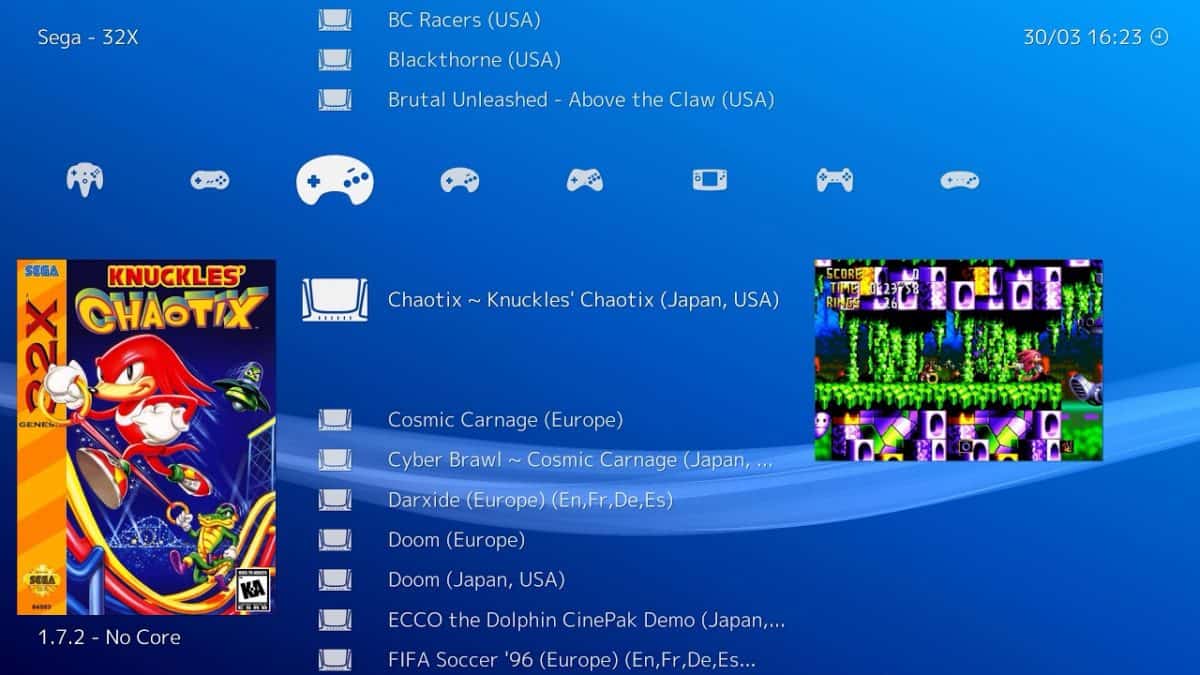 Sega - 32X
30/03 16:23
BC Racers (USA)
Blackthorne (USA)
Brutal Unleashed - Above the Claw (USA)
SEGA
32X
GENES
KNUCKLES'
CHAOTIX
K-A
SEGA
Chaotix ~ Knuckles' Chaotix (Japan, USA)
SCORE 0
TIME 0:23"58
RINGS 26
Cosmic Carnage (Europe)
Cyber Brawl ~ Cosmic Carnage (Japan, ...
Darxide (Europe) (En,Fr,De,Es)
Doom (Europe)
Doom (Japan, USA)
ECCO the Dolphin CinePak Demo (Japan,...
FIFA Soccer '96 (Europe) (En,Fr,De,Es...
1.7.2 - No Core